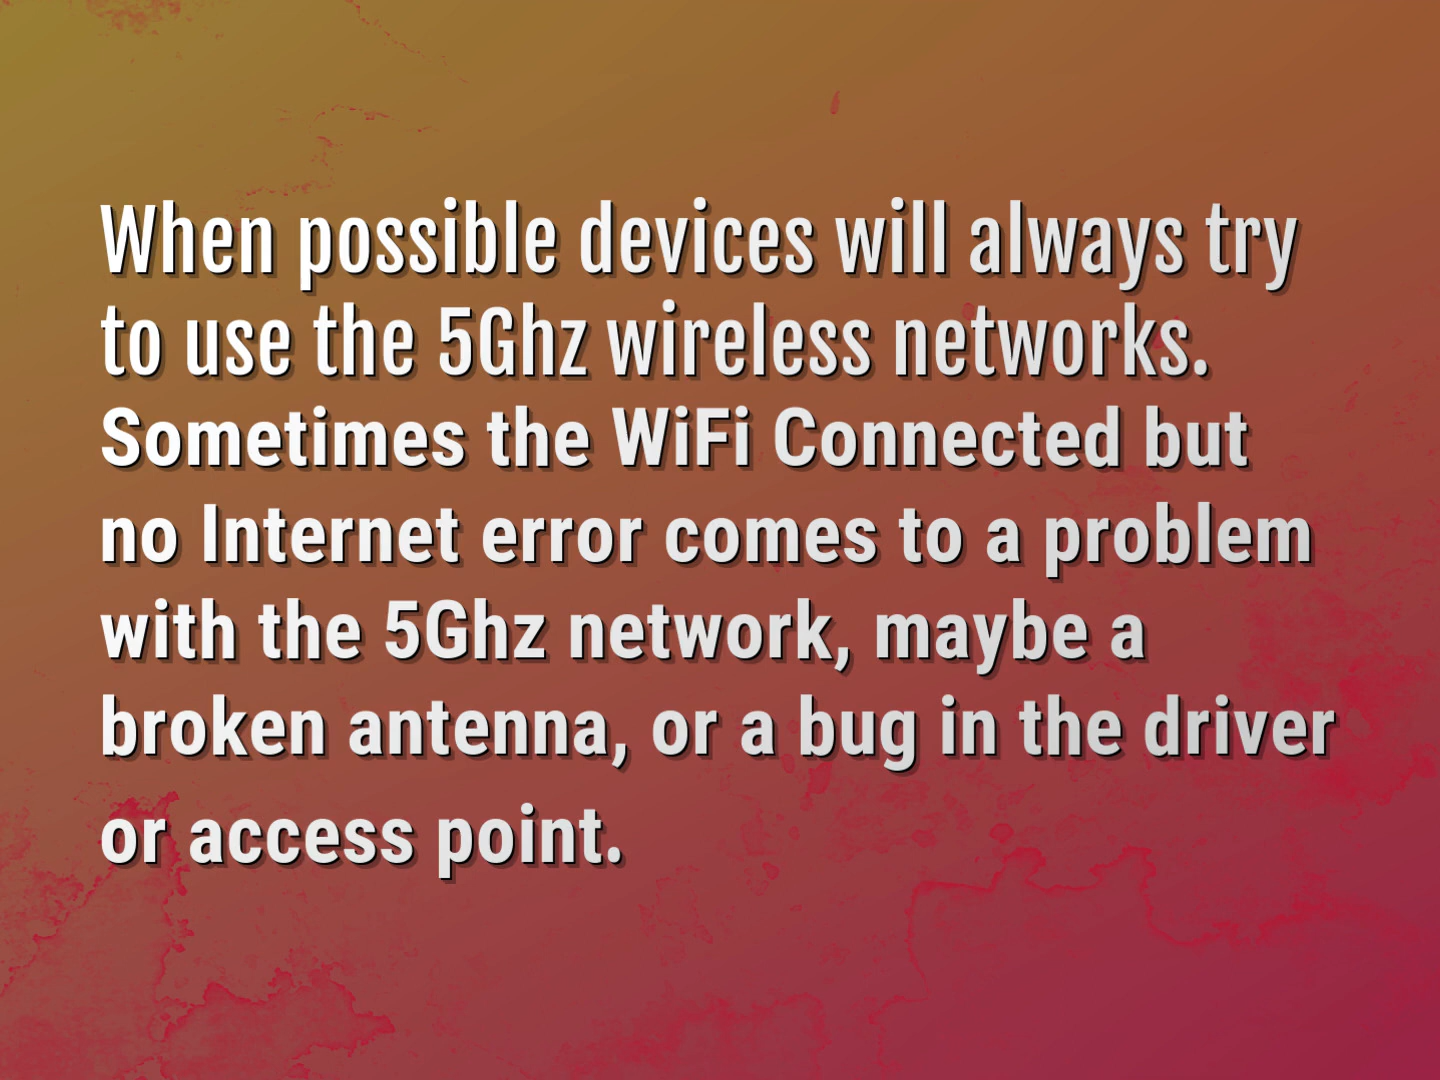 When possible devices will always try
to use the 5Ghz wireless networks.
Sometimes the WiFi Connected but
no Internet error comes to a problem
with the 5Ghz network, maybe a
broken antenna, or a bug in the driver
or access point.